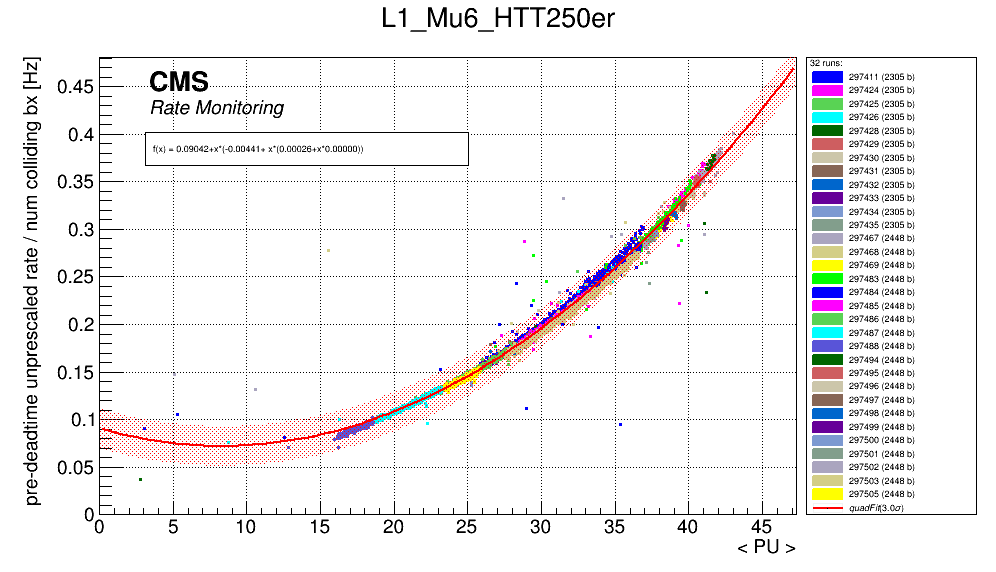 L1_Mu6_HTT250er
pre-deadtime unprescaled rate / num colliding bx [Hz]
CMS
Rate Monitoring
f(x) = 0.09042+x*(-0.00441+ x*(0.00026+x*0.00000))
0.45
0.4
0.35
0.3
0.25
0.2
0.15
0.1
0.05
0
0 5 10 15 20 25 30 35 40 45
< PU >
32 runs:
297411 (2305 b)
297424 (2305 b)
297425 (2305 b)
297426 (2305 b)
297428 (2305 b)
297429 (2305 b)
297430 (2305 b)
297431 (2305 b)
297432 (2305 b)
297433 (2305 b)
297434 (2305 b)
297435 (2305 b)
297467 (2448 b)
297468 (2448 b)
297469 (2448 b)
297483 (2448 b)
297484 (2448 b)
297485 (2448 b)
297486 (2448 b)
297487 (2448 b)
297488 (2448 b)
297494 (2448 b)
297495 (2448 b)
297496 (2448 b)
297497 (2448 b)
297498 (2448 b)
297499 (2448 b)
297500 (2448 b)
297501 (2448 b)
297502 (2448 b)
297503 (2448 b)
297505 (2448 b)
quadFit(3.0σ)